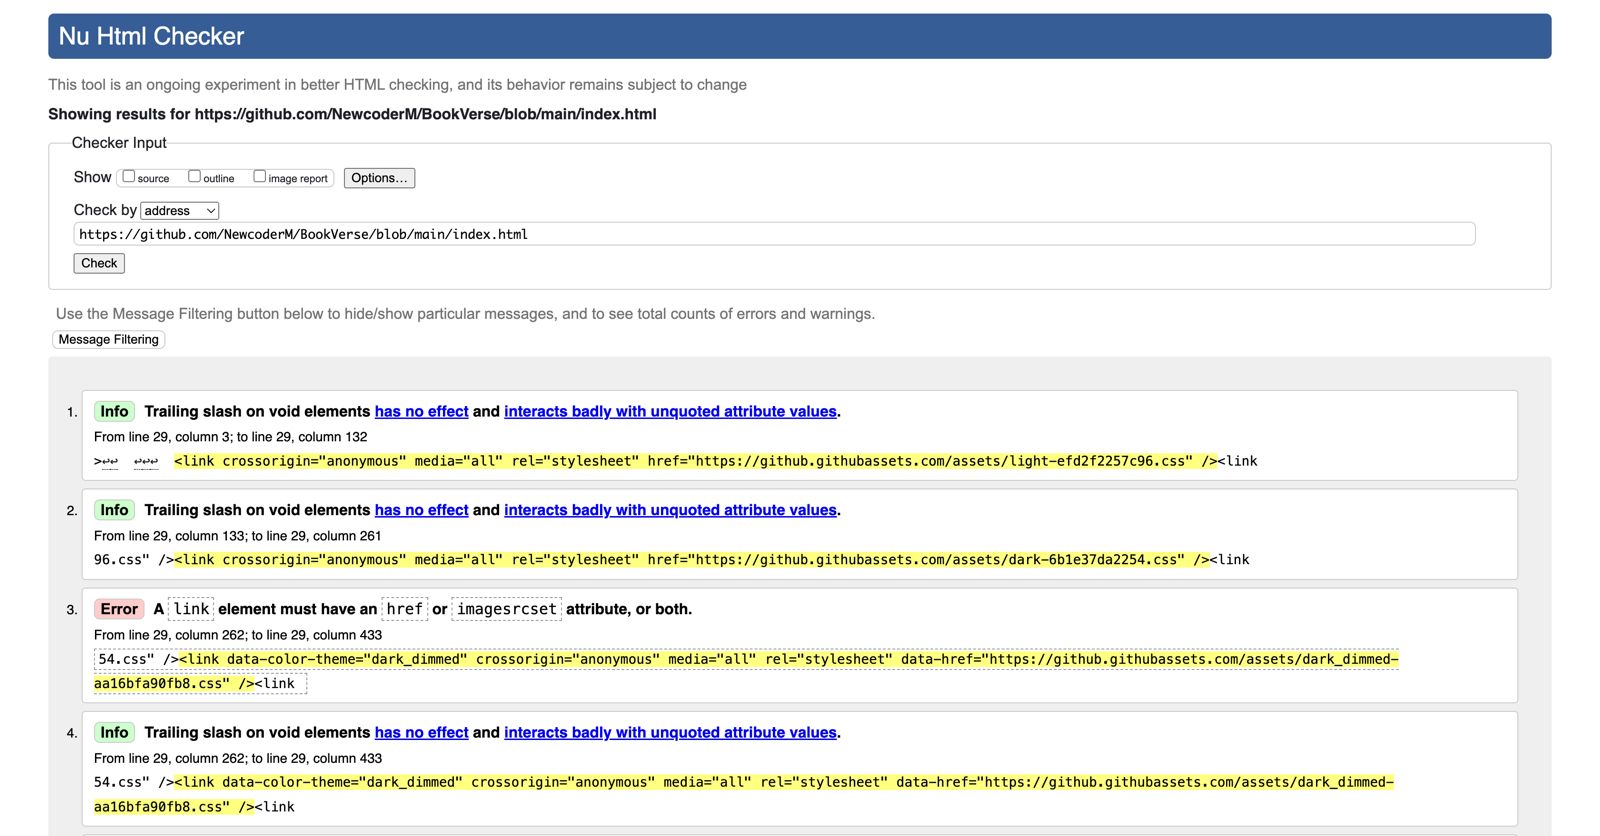 Nu Html Checker
This tool is an ongoing experiment in better HTML checking, and its behavior remains subject to change
Showing results for https://github.com/NewcoderM/BookVerse/blob/main/index.html
Checker Input
Show source outline image report Options...
Check by address
https://github.com/NewcoderM/BookVerse/blob/main/index.html
Check
Use the Message Filtering button below to hide/show particular messages, and to see total counts of errors and warnings.
Message Filtering
1. Info Trailing slash on void elements has no effect and interacts badly with unquoted attribute values.
From line 29, column 3; to line 29, column 132
>↩↩  ↩↩↩  <link crossorigin="anonymous" media="all" rel="stylesheet" href="https://github.githubassets.com/assets/light-efd2f2257c96.css" /><link
2. Info Trailing slash on void elements has no effect and interacts badly with unquoted attribute values.
From line 29, column 133; to line 29, column 261
96.css" /><link crossorigin="anonymous" media="all" rel="stylesheet" href="https://github.githubassets.com/assets/dark-6b1e37da2254.css" /><link
3. Error A link element must have an href or imagesrcset attribute, or both.
From line 29, column 262; to line 29, column 433
54.css" /><link data-color-theme="dark_dimmed" crossorigin="anonymous" media="all" rel="stylesheet" data-href="https://github.githubassets.com/assets/dark_dimmed-
aa16bfa90fb8.css" /><link
4. Info Trailing slash on void elements has no effect and interacts badly with unquoted attribute values.
From line 29, column 262; to line 29, column 433
54.css" /><link data-color-theme="dark_dimmed" crossorigin="anonymous" media="all" rel="stylesheet" data-href="https://github.githubassets.com/assets/dark_dimmed-
aa16bfa90fb8.css" /><link